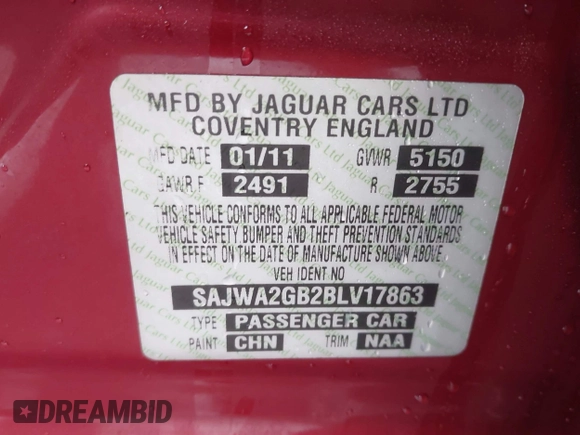 MFD BY JAGUAR CARS LTD
COVENTRY ENGLAND
MFD DATE 01/11 GVWR 5150
GAWR F 2491 R 2755
THIS VEHICLE CONFORMS TO ALL APPLICABLE FEDERAL MOTOR
VEHICLE SAFETY BUMPER AND THEFT PREVENTION STANDARDS
IN EFFECT ON THE DATE OF MANUFACTURE SHOWN ABOVE
VEH IDENT NO
SAJWA2GB2BLV17863
TYPE PASSENGER CAR
PAINT CHN TRIM NAA
DREAMBID